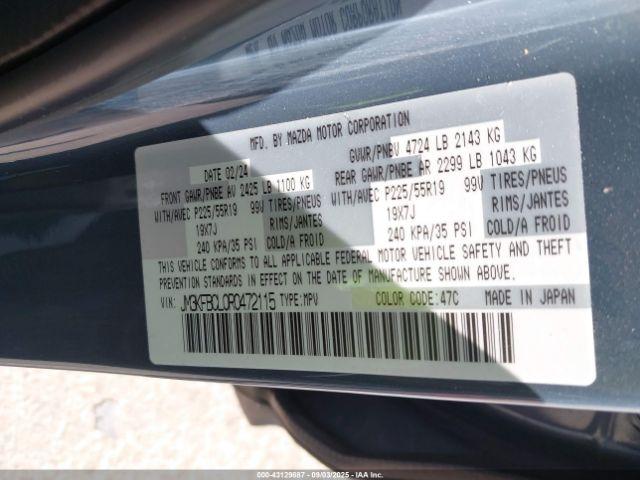 MFD. BY MAZDA MOTOR CORPORATION
DATE 02/24 GVWR/PNBV 4724 LB 2143 KG
FRONT GAWR/PNBE AV 2425 LB 1100 KG REAR GAWR/PNBE AR 2299 LB 1043 KG
WITH/AVEC P225/55R19 99V TIRES/PNEUS WITH/AVEC P225/55R19 99V TIRES/PNEUS
19X7J RIMS/JANTES 19X7J RIMS/JANTES
240 KPA/35 PSI COLD/A FROID 240 KPA/35 PSI COLD/A FROID
THIS VEHICLE CONFORMS TO ALL APPLICABLE FEDERAL MOTOR VEHICLE SAFETY AND THEFT
PREVENTION STANDARDS IN EFFECT ON THE DATE OF MANUFACTURE SHOWN ABOVE.
VIN: JM3KFBCL0R0472115 TYPE: MPV COLOR CODE: 47C MADE IN JAPAN
000-43129687 - 09/03/2025 - IAA Inc.